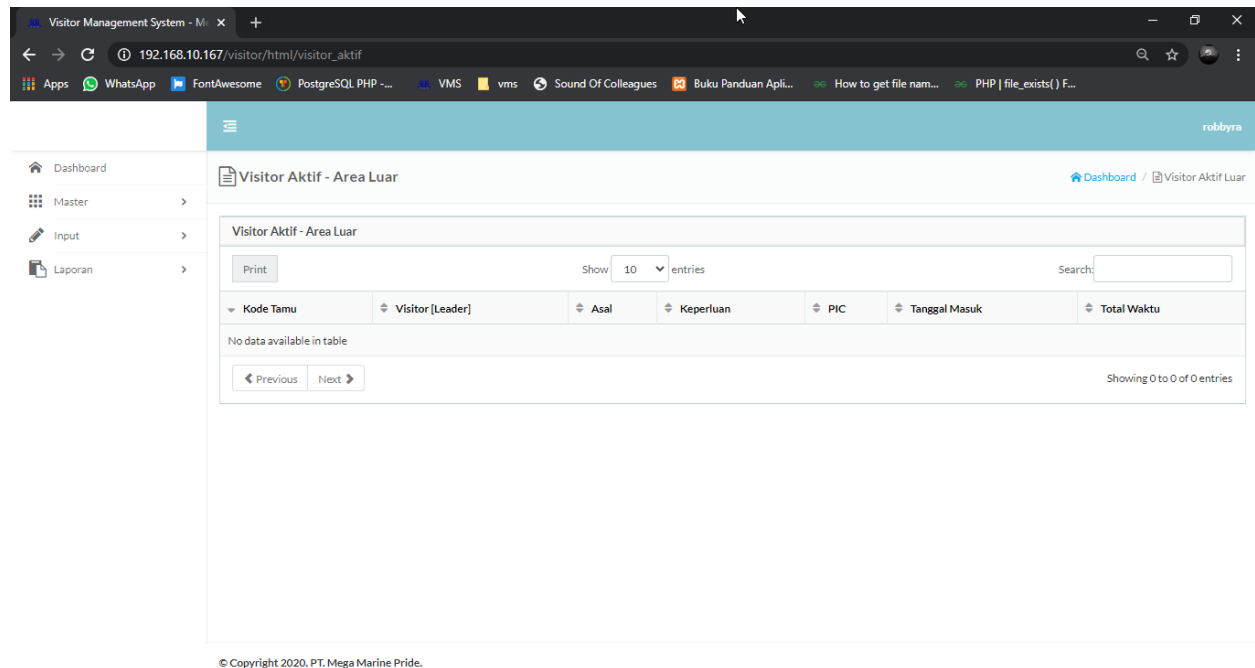 Visitor Management System - M
192.168.10.167/visitor/html/visitor_aktif
Apps WhatsApp FontAwesome PostgreSQL PHP -... VMS vms Sound Of Colleagues Buku Panduan Apli... How to get file nam... PHP | file_exists( ) F...
robbyra
Dashboard
Master
Input
Laporan
Visitor Aktif - Area Luar
Dashboard / Visitor Aktif Luar
Visitor Aktif - Area Luar
Print Show 10 entries Search:
Kode Tamu Visitor [Leader] Asal Keperluan PIC Tanggal Masuk Total Waktu
No data available in table
Previous Next Showing 0 to 0 of 0 entries
© Copyright 2020. PT. Mega Marine Pride.